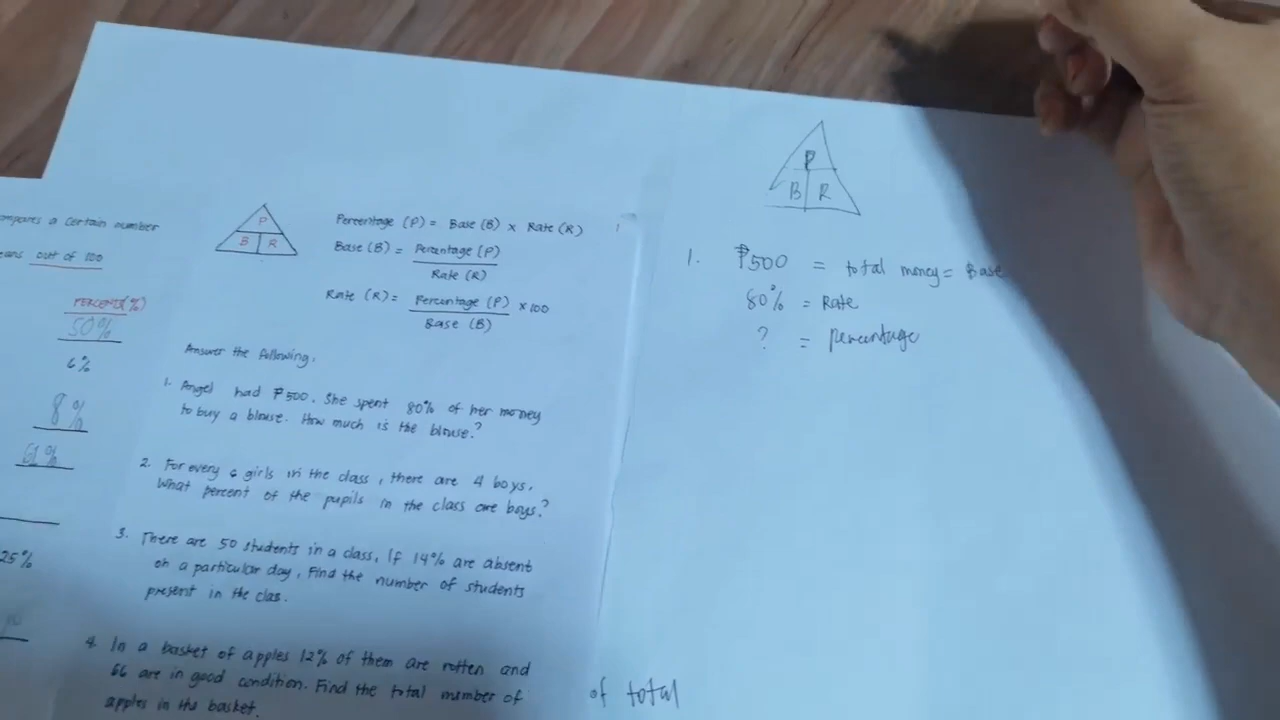 ompares a certain number
eans out of 100
PERCENT(%)
50%
6%
8%
61%
25%
P
B R
Percentage (P) = Base (B) x Rate (R)
Base (B) = Percentage (P)
Rate (R)
Rate (R) = Percentage (P) x 100
Base (B)
Answer the following.
1. Angel had ₱500. She spent 80% of her money
to buy a blouse. How much is the blouse?
2. For every 6 girls in the class, there are 4 boys.
What percent of the pupils in the class are boys?
3. There are 50 students in a class. If 14% are absent
on a particular day, Find the number of students
present in the clas.
4. In a basket of apples 12% of them are rotten and
66 are in good condition. Find the total number of
apples in the basket.
P
B R
1. ₱500 = total money = Base
80% = Rate
? = percentage
of total